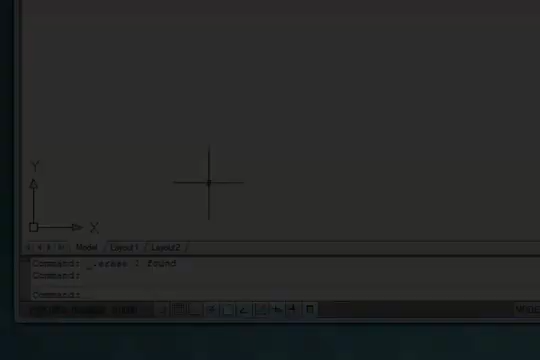 Y
X
Model Layout1 Layout2
Command: _.erase 1 found
Command:
Command: